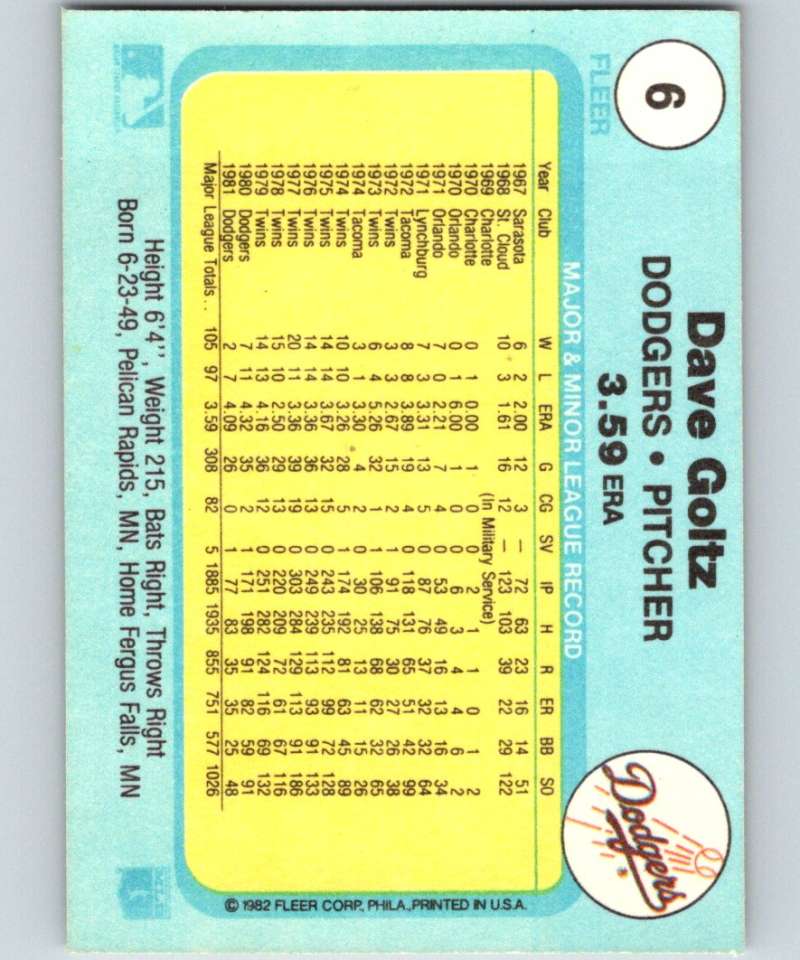 6
FLEER
Dave Goltz
DODGERS • PITCHER
3.59 ERA
Dodgers
MAJOR & MINOR LEAGUE RECORD
Year Club W L ERA G CG SV IP H R ER BB SO
1967 Sarasota 6 2 2.00 12 3 — 72 63 23 16 14 51
1968 St. Cloud 10 3 1.61 16 12 — 123 103 39 22 29 122
1969 Charlotte (In Military Service)
1970 Charlotte 0 1 0.00 1 0 0 2 1 1 0 1 2
1970 Orlando 0 1 6.00 1 0 0 6 3 4 4 6 2
1971 Orlando 7 0 2.21 7 4 0 53 49 16 13 16 34
1971 Lynchburg 7 3 3.31 13 5 0 87 76 37 32 32 64
1972 Tacoma 8 8 3.89 19 4 0 118 131 65 51 42 99
1972 Twins 3 3 2.67 15 2 1 91 75 30 27 26 38
1973 Twins 6 4 5.26 32 1 1 106 138 68 62 32 65
1974 Tacoma 3 1 3.30 4 2 0 30 25 13 11 15 26
1974 Twins 10 10 3.26 28 5 1 174 192 81 63 45 89
1975 Twins 14 14 3.67 32 15 0 243 235 112 99 72 128
1976 Twins 14 14 3.36 36 13 0 249 239 113 93 91 133
1977 Twins 20 11 3.36 39 19 0 303 284 129 113 91 186
1978 Twins 15 10 2.50 29 13 0 220 209 72 61 67 116
1979 Twins 14 13 4.16 36 12 0 251 282 124 116 69 132
1980 Dodgers 7 11 4.32 35 2 1 171 198 91 82 59 91
1981 Dodgers 2 7 4.09 26 0 1 77 83 35 35 25 48
Major League Totals . . 105 97 3.59 308 82 5 1885 1935 855 751 577 1026
© 1982 FLEER CORP., PHILA., PRINTED IN U.S.A.
Height 6'4", Weight 215, Bats Right, Throws Right
Born 6-23-49, Pelican Rapids, MN, Home Fergus Falls, MN